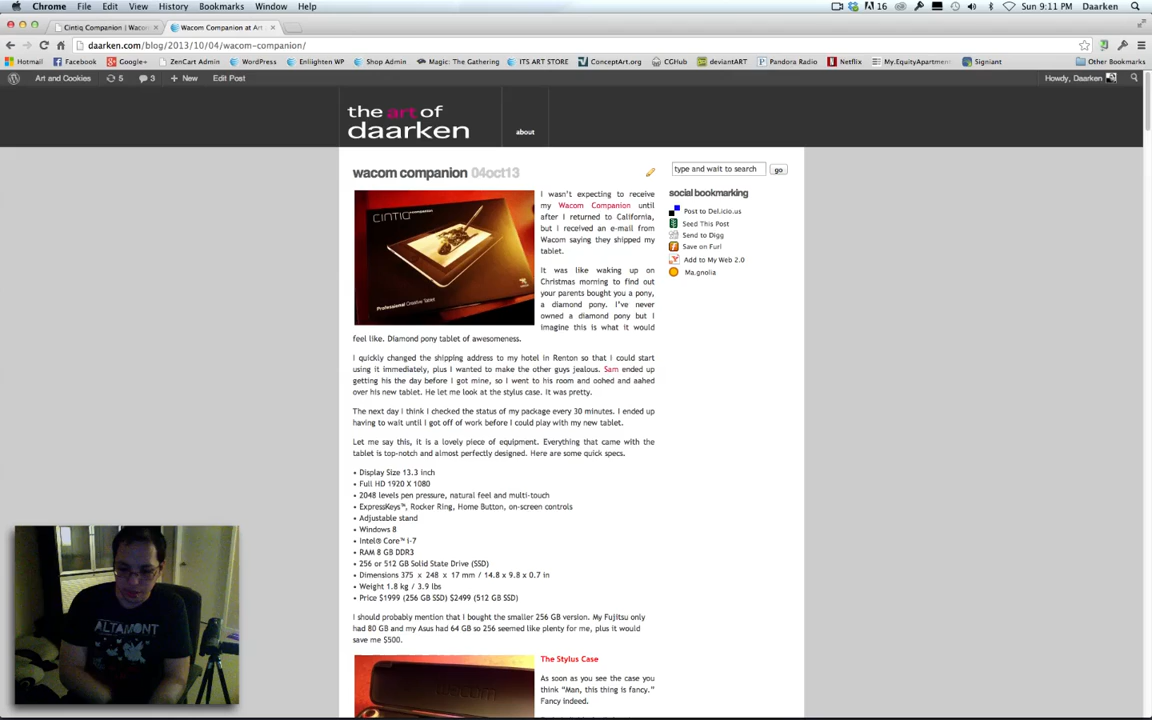 Chrome File Edit View History Bookmarks Window Help 16 Sun 9:11 PM Daarken
Cintiq Companion | Wacom
Wacom Companion at Art
daarken.com/blog/2013/10/04/wacom-companion/
Hotmail Facebook Google+ ZenCart Admin WordPress Enlighten WP Shop Admin Magic: The Gathering ITS ART STORE ConceptArt.org CGHub deviantART Pandora Radio Netflix My.EquityApartment Signiant Other Bookmarks
Art and Cookies 5 3 + New Edit Post Howdy, Daarken
the art of
daarken
about
wacom companion 04oct13
type and wait to search
go
social bookmarking
Post to Del.icio.us
Seed This Post
Send to Digg
Save on Furl
Add to My Web 2.0
Ma.gnolia
CINTIQ companion
Professional Creative Tablet
I wasn't expecting to receive
my Wacom Companion until
after I returned to California,
but I received an e-mail from
Wacom saying they shipped my
tablet.
It was like waking up on
Christmas morning to find out
your parents bought you a pony,
a diamond pony. I've never
owned a diamond pony but I
imagine this is what it would
feel like. Diamond pony tablet of awesomeness.
I quickly changed the shipping address to my hotel in Renton so that I could start
using it immediately, plus I wanted to make the other guys jealous. Sam ended up
getting his the day before I got mine, so I went to his room and oohed and aahed
over his new tablet. He let me look at the stylus case. It was pretty.
The next day I think I checked the status of my package every 30 minutes. I ended up
having to wait until I got off of work before I could play with my new tablet.
Let me say this, it is a lovely piece of equipment. Everything that came with the
tablet is top-notch and almost perfectly designed. Here are some quick specs.
• Display Size 13.3 inch
• Full HD 1920 X 1080
• 2048 levels pen pressure, natural feel and multi-touch
• ExpressKeys™, Rocker Ring, Home Button, on-screen controls
• Adjustable stand
• Windows 8
• Intel® Core™ i-7
• RAM 8 GB DDR3
• 256 or 512 GB Solid State Drive (SSD)
• Dimensions 375 x 248 x 17 mm / 14.8 x 9.8 x 0.7 in
• Weight 1.8 kg / 3.9 lbs
• Price $1999 (256 GB SSD) $2499 (512 GB SSD)
I should probably mention that I bought the smaller 256 GB version. My Fujitsu only
had 80 GB and my Asus had 64 GB so 256 seemed like plenty for me, plus it would
save me $500.
wacom
The Stylus Case
As soon as you see the case you
think "Man, this thing is fancy."
Fancy indeed.
ALTAMONT